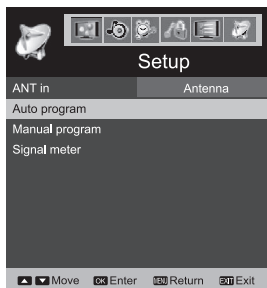 Setup
ANT in Antenna
Auto program
Manual program
Signal meter
Move OK Enter MENU Return EXIT Exit